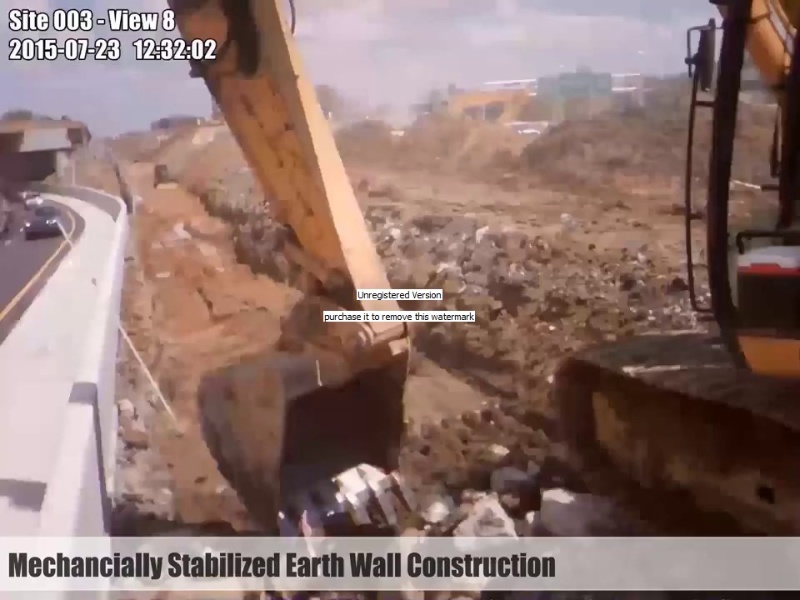 Site 003 - View 8
2015-07-23 12:32:02
Unregistered Version
purchase it to remove this watermark
Mechancially Stabilized Earth Wall Construction